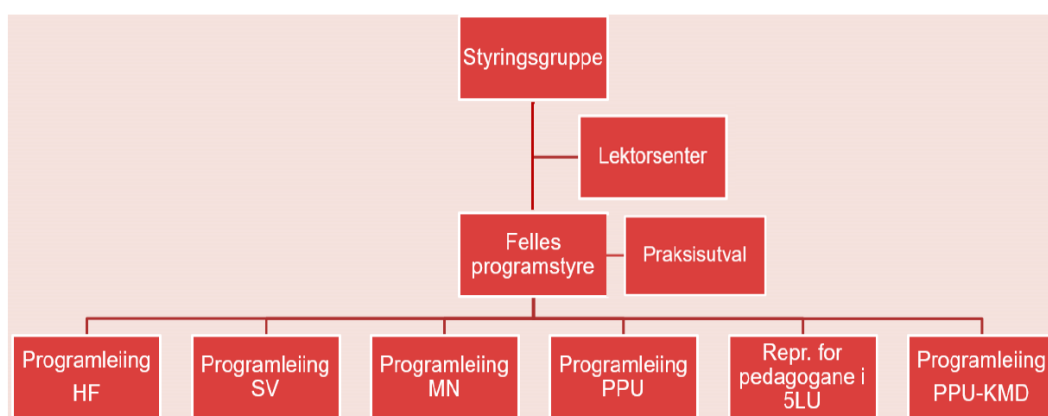 Styringsgruppe
Lektorsenter
Felles
programstyre
Praksisutval
Programleiing
HF
Programleiing
SV
Programleiing
MN
Programleiing
PPU
Repr. for
pedagogane i
5LU
Programleiing
PPU-KMD